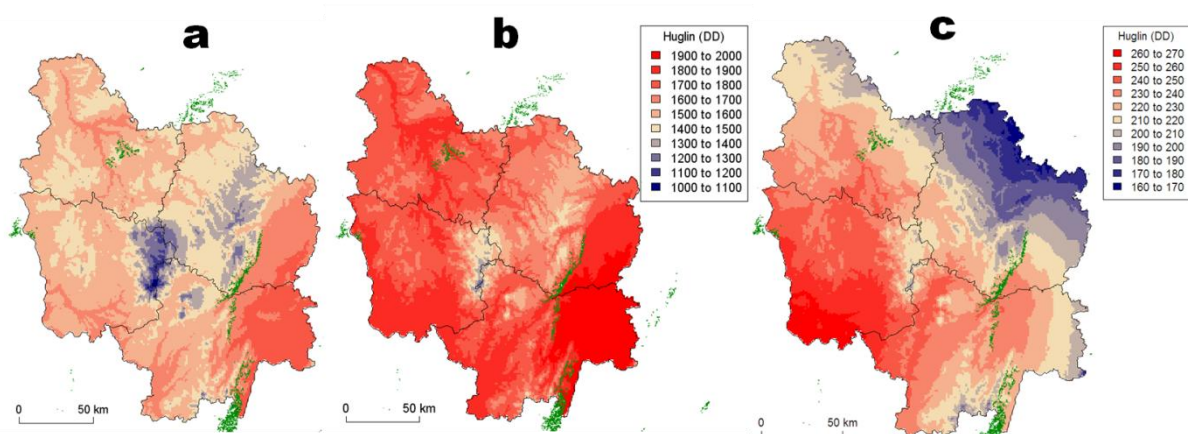 a
0 50 km
b
Huglin (DD)
1900 to 2000
1800 to 1900
1700 to 1800
1600 to 1700
1500 to 1600
1400 to 1500
1300 to 1400
1200 to 1300
1100 to 1200
1000 to 1100
0 50 km
c
Huglin (DD)
260 to 270
250 to 260
240 to 250
230 to 240
220 to 230
210 to 220
200 to 210
190 to 200
180 to 190
170 to 180
160 to 170
0 50 km